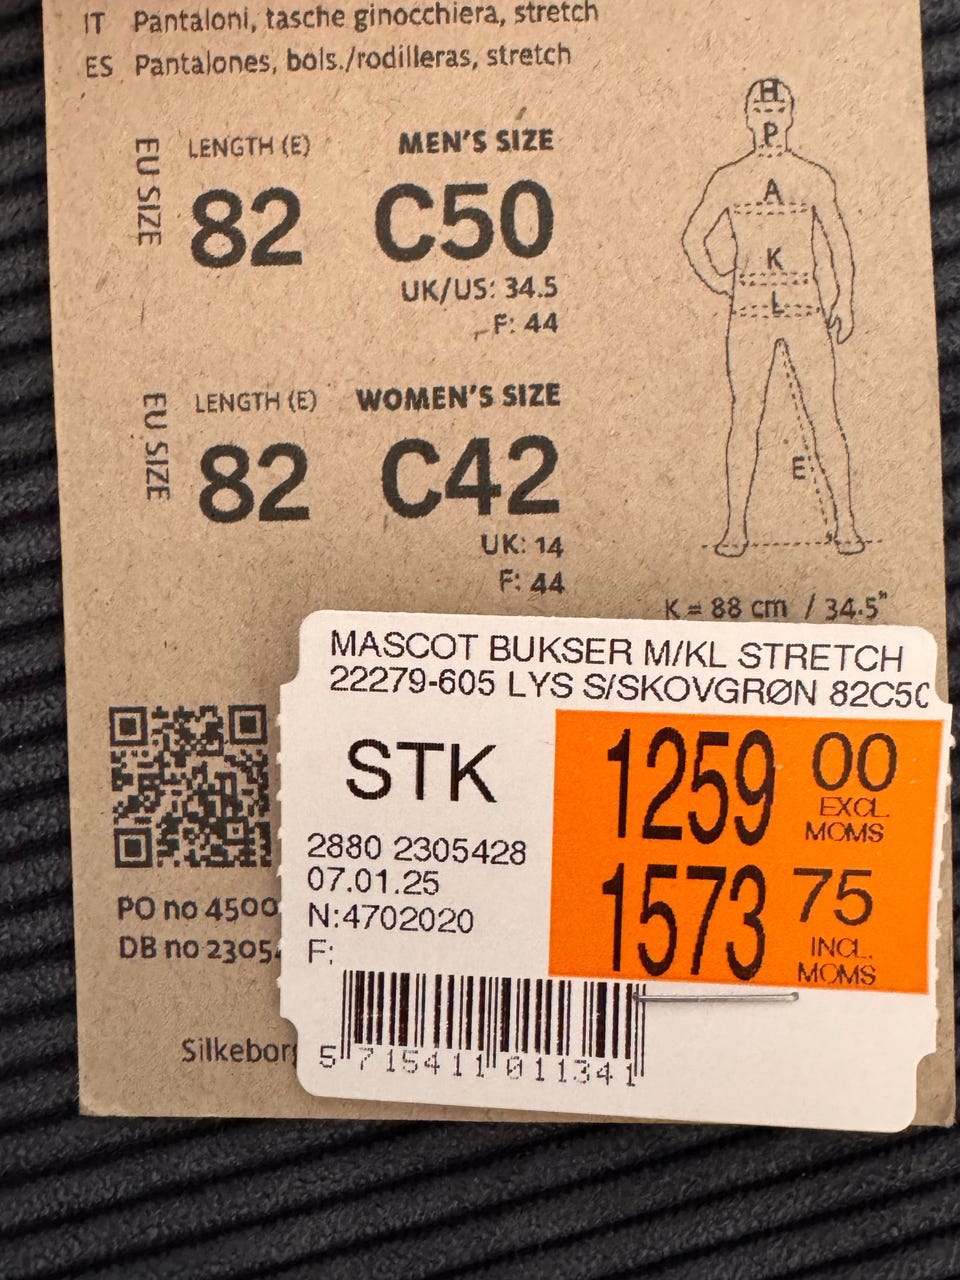 IT Pantaloni, tasche ginocchiera, stretch
ES Pantalones, bols./rodilleras, stretch
EU SIZE
LENGTH (E) MEN'S SIZE
82 C50
UK/US: 34.5
F: 44
EU SIZE
LENGTH (E) WOMEN'S SIZE
82 C42
UK: 14
F: 44
H
P
A
K
L
E
K = 88 cm / 34.5"
MASCOT BUKSER M/KL STRETCH
22279-605 LYS S/SKOVGRØN 82C50
STK
1259 00
EXCL.
MOMS
1573 75
INCL.
MOMS
2880 2305428
07.01.25
N:4702020
F:
5 715411 011341
PO no 4500
DB no 2305